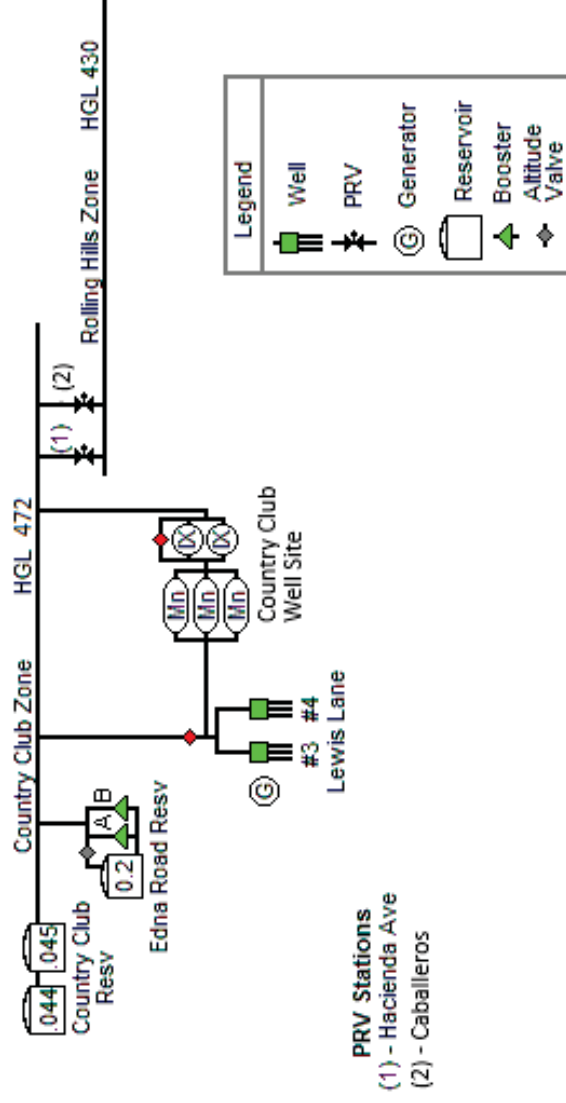 Country Club Zone HGL 472
Rolling Hills Zone HGL 430
.044 .045
Country Club
Resv
0.2
A
B
Edna Road Resv
(1)
(2)
Mn
Mn
Mn
IX
IX
Country Club
Well Site
G
#3 #4
Lewis Lane
PRV Stations
(1) - Hacienda Ave
(2) - Caballeros
Legend
Well
PRV
G Generator
Reservoir
Booster
Altitude
Valve